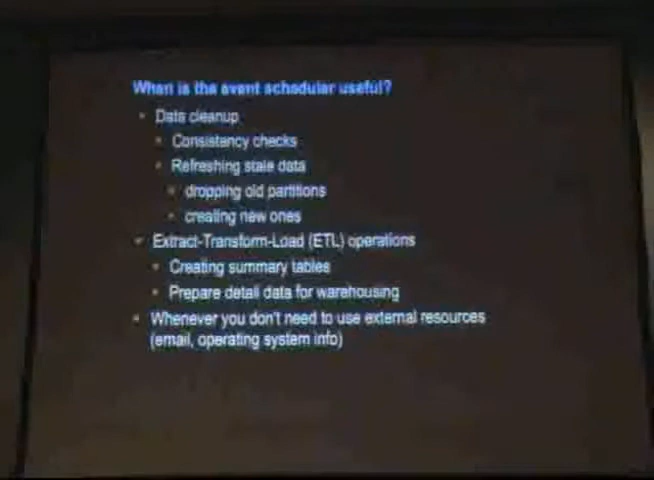 When is the event scheduler useful?
Data cleanup
Consistency checks
Refreshing stale data
dropping old partitions
creating new ones
Extract-Transform-Load (ETL) operations
Creating summary tables
Prepare detail data for warehousing
Whenever you don't need to use external resources
(email, operating system info)